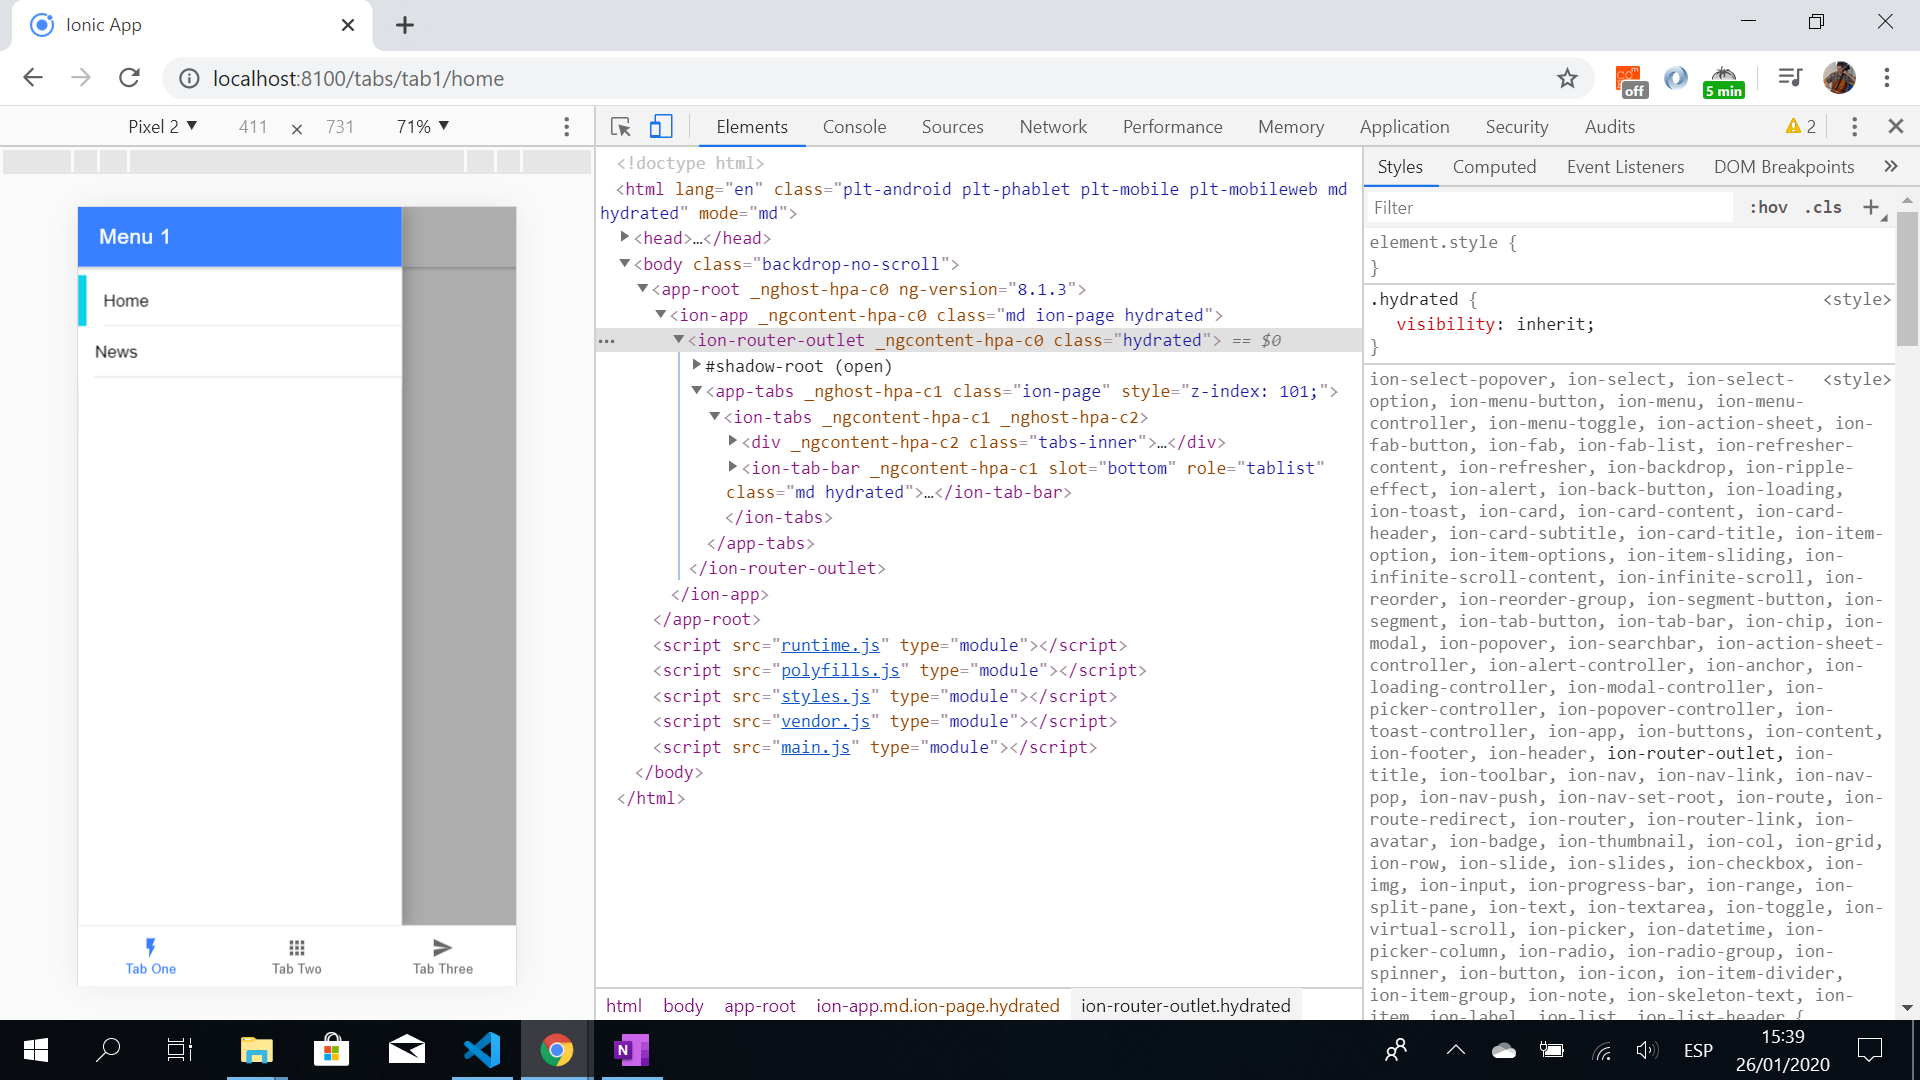 Ionic App
localhost:8100/tabs/tab1/home
off
5 min
Pixel 2 ▼ 411 × 731 71% ▼
Elements Console Sources Network Performance Memory Application Security Audits 2
Menu 1
Home
News
Tab One Tab Two Tab Three
<!doctype html>
<html lang="en" class="plt-android plt-phablet plt-mobile plt-mobileweb md
hydrated" mode="md">
<head>…</head>
<body class="backdrop-no-scroll">
<app-root _nghost-hpa-c0 ng-version="8.1.3">
<ion-app _ngcontent-hpa-c0 class="md ion-page hydrated">
<ion-router-outlet _ngcontent-hpa-c0 class="hydrated"> == $0
#shadow-root (open)
<app-tabs _nghost-hpa-c1 class="ion-page" style="z-index: 101;">
<ion-tabs _ngcontent-hpa-c1 _nghost-hpa-c2>
<div _ngcontent-hpa-c2 class="tabs-inner">…</div>
<ion-tab-bar _ngcontent-hpa-c1 slot="bottom" role="tablist"
class="md hydrated">…</ion-tab-bar>
</ion-tabs>
</app-tabs>
</ion-router-outlet>
</ion-app>
</app-root>
<script src="runtime.js" type="module"></script>
<script src="polyfills.js" type="module"></script>
<script src="styles.js" type="module"></script>
<script src="vendor.js" type="module"></script>
<script src="main.js" type="module"></script>
</body>
</html>
html body app-root ion-app.md.ion-page.hydrated ion-router-outlet.hydrated
Styles Computed Event Listeners DOM Breakpoints »
Filter :hov .cls +
element.style {
}
.hydrated { <style>
visibility: inherit;
}
ion-select-popover, ion-select, ion-select- <style>
option, ion-menu-button, ion-menu, ion-menu-
controller, ion-menu-toggle, ion-action-sheet, ion-
fab-button, ion-fab, ion-fab-list, ion-refresher-
content, ion-refresher, ion-backdrop, ion-ripple-
effect, ion-alert, ion-back-button, ion-loading,
ion-toast, ion-card, ion-card-content, ion-card-
header, ion-card-subtitle, ion-card-title, ion-item-
option, ion-item-options, ion-item-sliding, ion-
infinite-scroll-content, ion-infinite-scroll, ion-
reorder, ion-reorder-group, ion-segment-button, ion-
segment, ion-tab-button, ion-tab-bar, ion-chip, ion-
modal, ion-popover, ion-searchbar, ion-action-sheet-
controller, ion-alert-controller, ion-anchor, ion-
loading-controller, ion-modal-controller, ion-
picker-controller, ion-popover-controller, ion-
toast-controller, ion-app, ion-buttons, ion-content,
ion-footer, ion-header, ion-router-outlet, ion-
title, ion-toolbar, ion-nav, ion-nav-link, ion-nav-
pop, ion-nav-push, ion-nav-set-root, ion-route, ion-
route-redirect, ion-router, ion-router-link, ion-
avatar, ion-badge, ion-thumbnail, ion-col, ion-grid,
ion-row, ion-slide, ion-slides, ion-checkbox, ion-
img, ion-input, ion-progress-bar, ion-range, ion-
split-pane, ion-text, ion-textarea, ion-toggle, ion-
virtual-scroll, ion-picker, ion-datetime, ion-
picker-column, ion-radio, ion-radio-group, ion-
spinner, ion-button, ion-icon, ion-item-divider,
ion-item-group, ion-note, ion-skeleton-text, ion-
item, ion-label, ion-list, ion-list-header {
N
ESP
15:39
26/01/2020